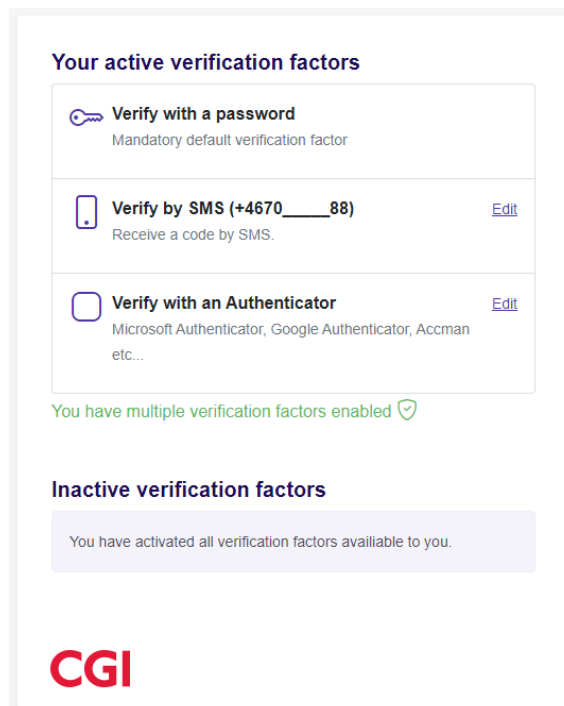 Your active verification factors
Verify with a password
Mandatory default verification factor
Verify by SMS (+4670_____88)
Edit
Receive a code by SMS.
Verify with an Authenticator
Edit
Microsoft Authenticator, Google Authenticator, Accman
etc...
You have multiple verification factors enabled
Inactive verification factors
You have activated all verification factors availiable to you.
CGI